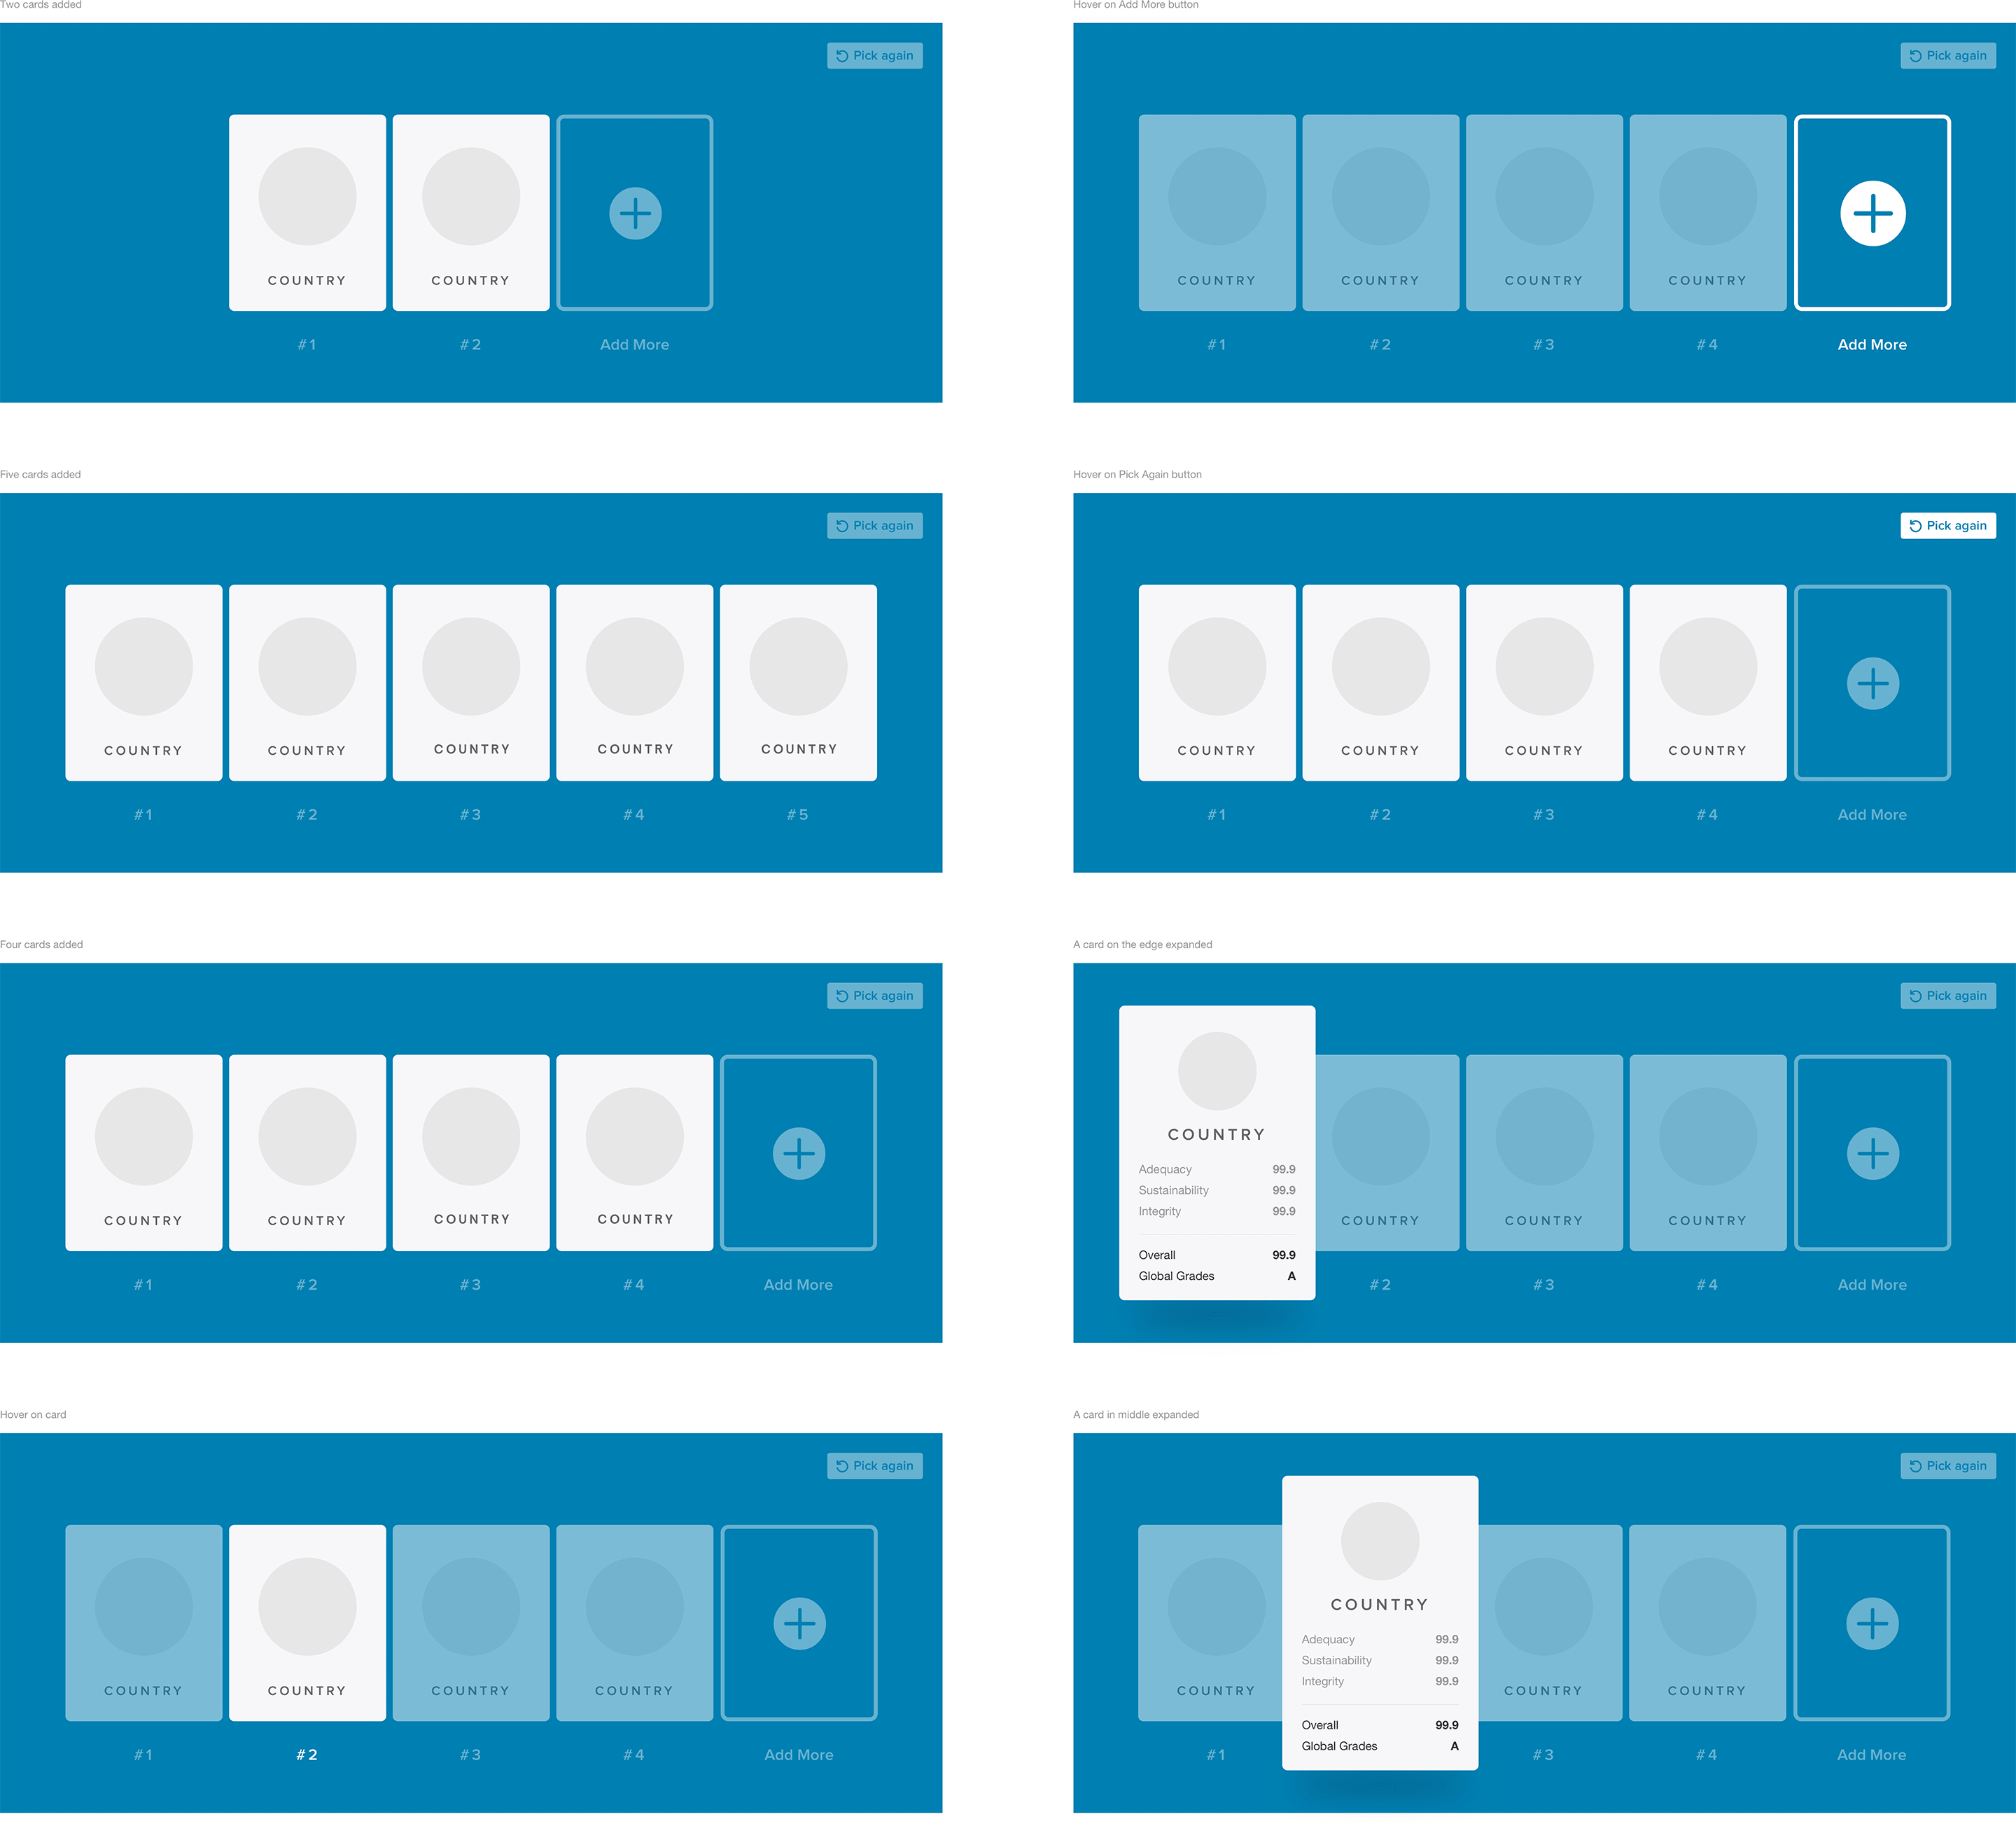 Two cards added
Pick again
COUNTRY COUNTRY
# 1 # 2 Add More
Hover on Add More button
Pick again
COUNTRY COUNTRY COUNTRY COUNTRY
# 1 # 2 # 3 # 4 Add More
Five cards added
Pick again
COUNTRY COUNTRY COUNTRY COUNTRY COUNTRY
# 1 # 2 # 3 # 4 # 5
Hover on Pick Again button
Pick again
COUNTRY COUNTRY COUNTRY COUNTRY
# 1 # 2 # 3 # 4 Add More
Four cards added
Pick again
COUNTRY COUNTRY COUNTRY COUNTRY
# 1 # 2 # 3 # 4 Add More
A card on the edge expanded
Pick again
COUNTRY
Adequacy 99.9
Sustainability 99.9
Integrity 99.9
Overall 99.9
Global Grades A
COUNTRY COUNTRY COUNTRY
# 2 # 3 # 4 Add More
Hover on card
Pick again
COUNTRY COUNTRY COUNTRY COUNTRY
# 1 # 2 # 3 # 4 Add More
A card in middle expanded
Pick again
COUNTRY
Adequacy 99.9
Sustainability 99.9
Integrity 99.9
Overall 99.9
Global Grades A
COUNTRY COUNTRY COUNTRY
# 1 # 3 # 4 Add More